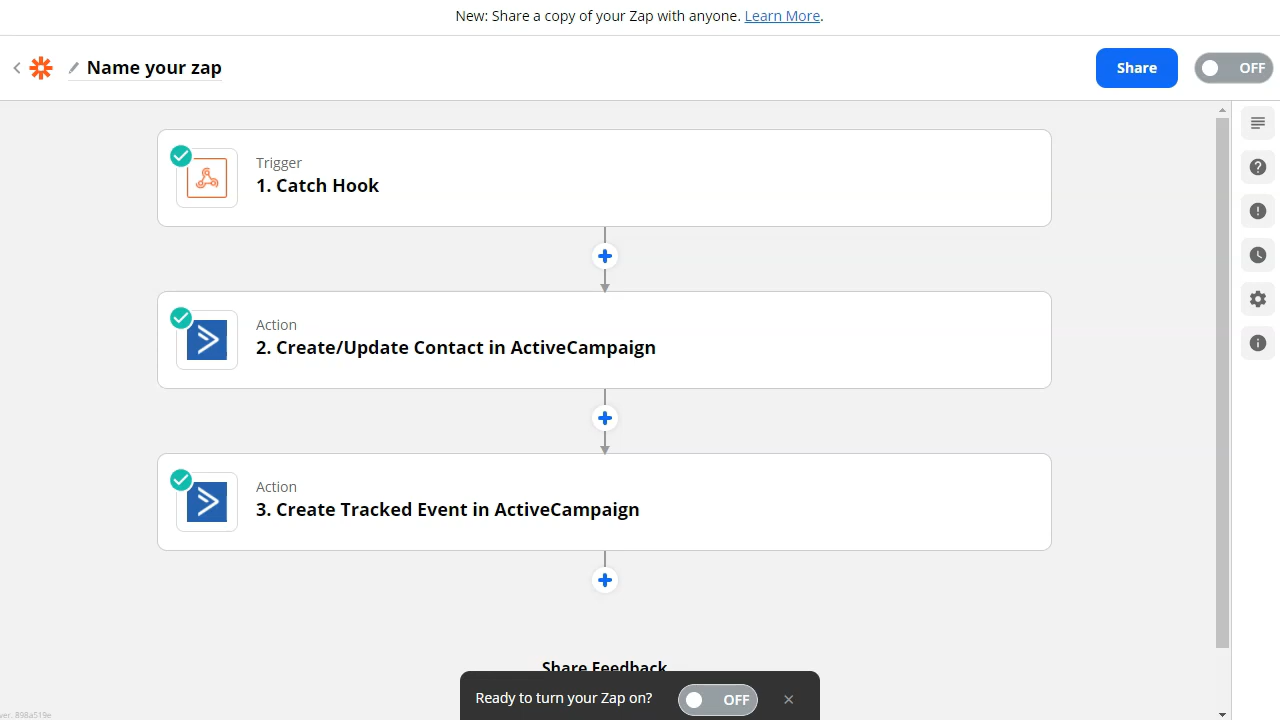 New: Share a copy of your Zap with anyone. Learn More.
Name your zap
Share
OFF
Trigger
1. Catch Hook
Action
2. Create/Update Contact in ActiveCampaign
Action
3. Create Tracked Event in ActiveCampaign
Share Feedback
Ready to turn your Zap on?
OFF
ver. 898a519e